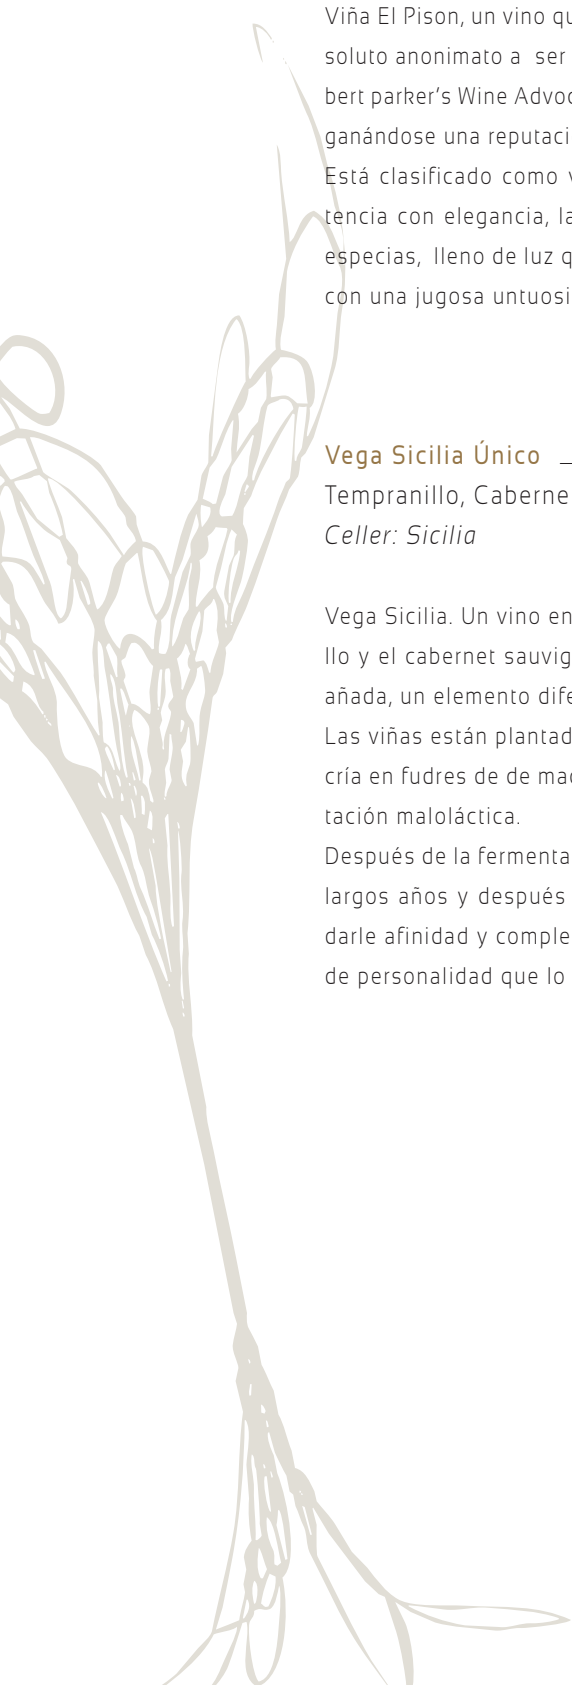 Viña El Pison, un vino qu
soluto anonimato a ser
bert parker's Wine Advoc
ganándose una reputaci
Está clasificado como v
tencia con elegancia, la
especias, lleno de luz q
con una jugosa untuosi
Vega Sicilia Único _
Tempranillo, Caberne
Celler: Sicilia
Vega Sicilia. Un vino en
llo y el cabernet sauvig
añada, un elemento dife
Las viñas están plantad
cría en fudres de de mad
tación maloláctica.
Después de la fermenta
largos años y después
darle afinidad y comple
de personalidad que lo